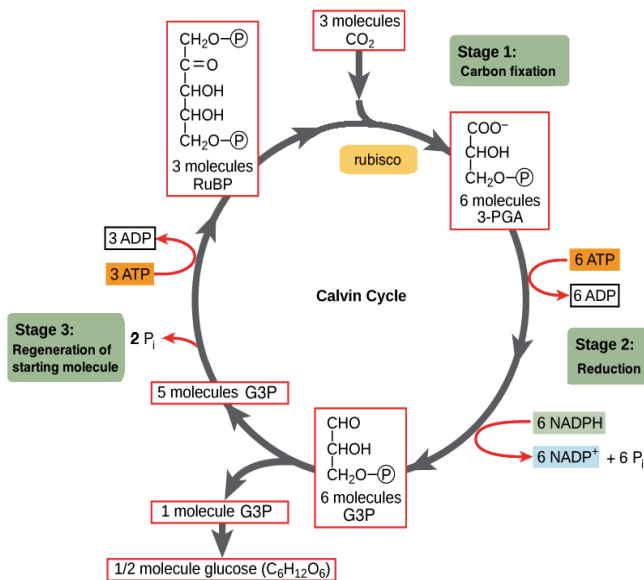 3 molecules
CO₂
Stage 1:
Carbon fixation
CH₂O–Ⓟ
C=O
CHOH
CHOH
CH₂O–Ⓟ
3 molecules
RuBP
rubisco
COO⁻
CHOH
CH₂O–Ⓟ
6 molecules
3-PGA
3 ADP
3 ATP
Calvin Cycle
6 ATP
6 ADP
Stage 3:
Regeneration of
starting molecule
2 Pᵢ
Stage 2:
Reduction
5 molecules G3P
CHO
CHOH
CH₂O–Ⓟ
6 molecules
G3P
6 NADPH
6 NADP⁺ + 6 Pᵢ
1 molecule G3P
1/2 molecule glucose (C₆H₁₂O₆)